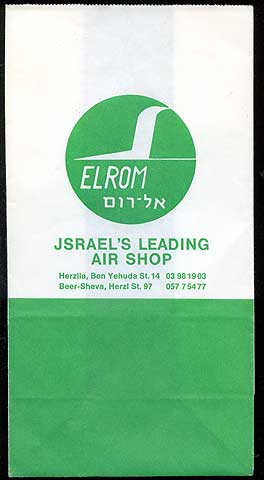 ELROM
אל-רום
JSRAEL'S LEADING
AIR SHOP
Herzlia, Ben Yehuda St. 14 03 981903
Beer-Sheva, Herzl St. 97 057 75477